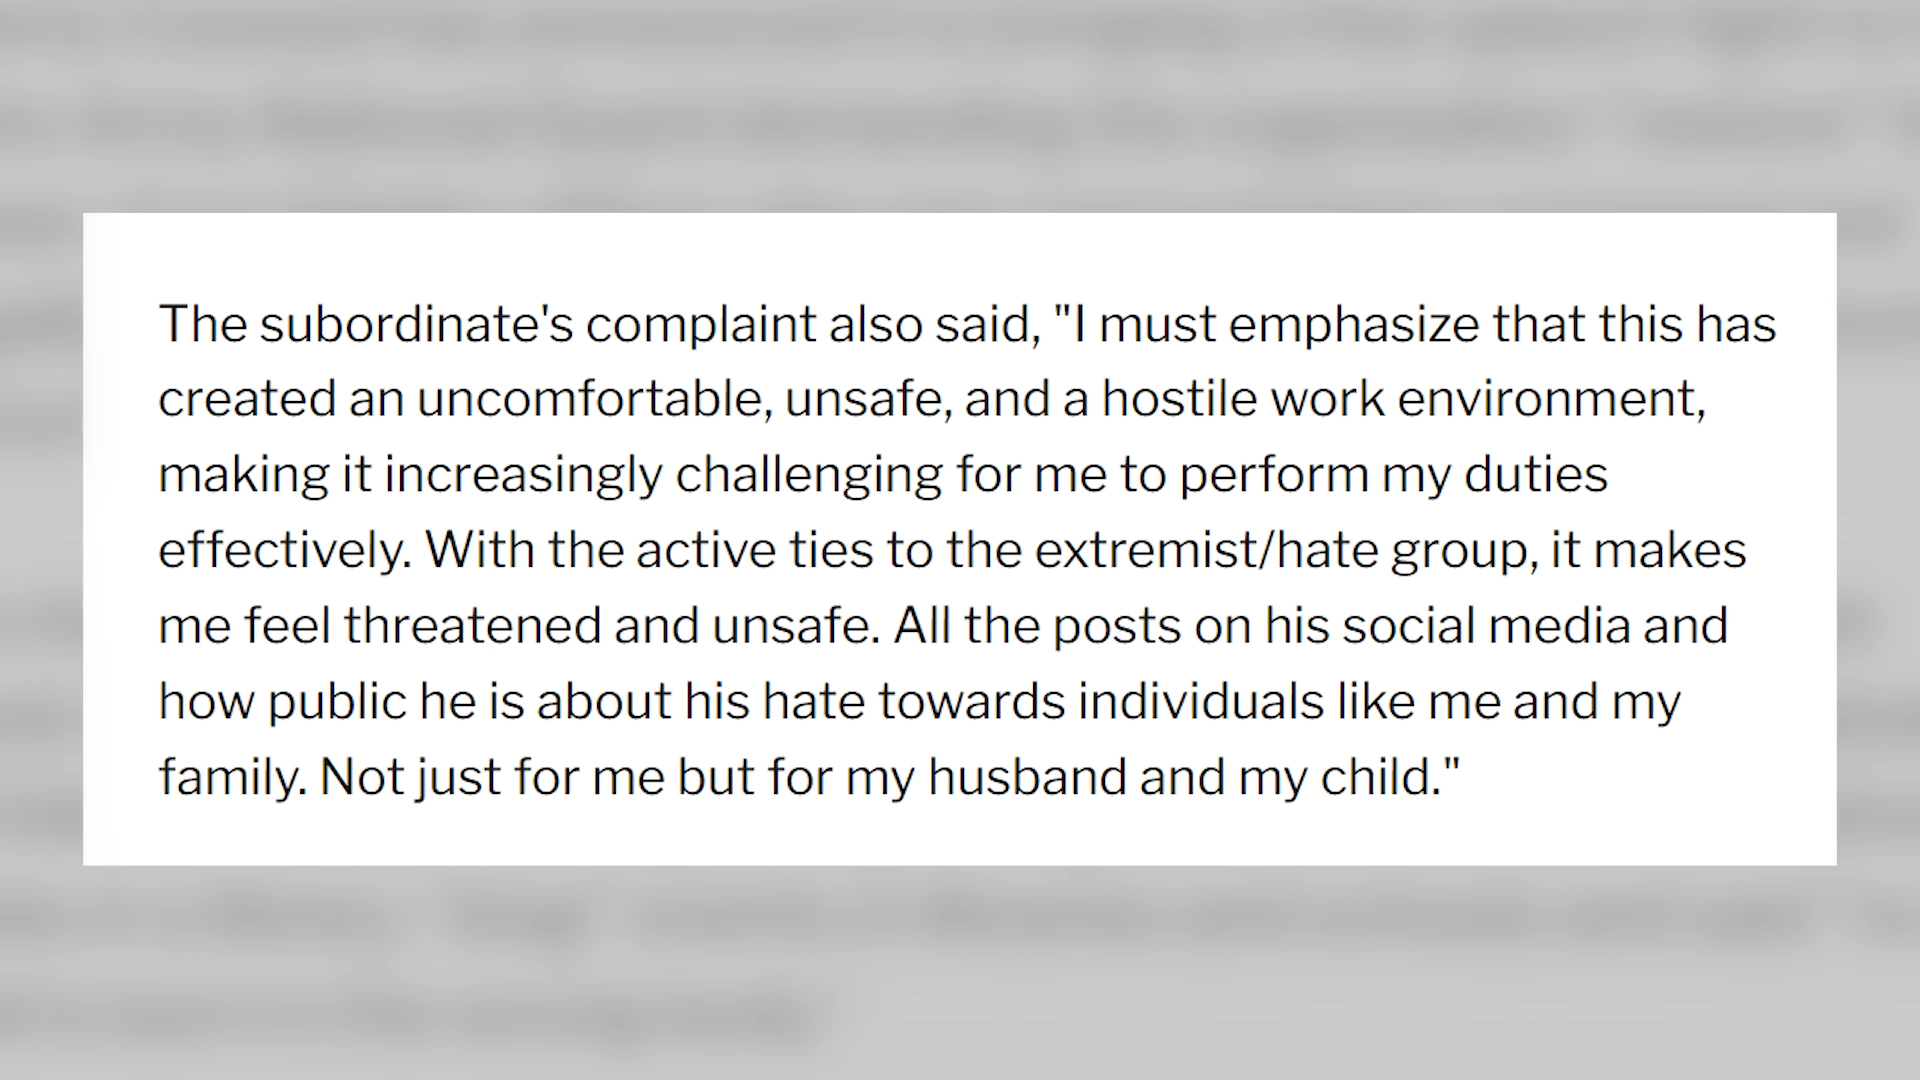 The subordinate's complaint also said, "I must emphasize that this has
created an uncomfortable, unsafe, and a hostile work environment,
making it increasingly challenging for me to perform my duties
effectively. With the active ties to the extremist/hate group, it makes
me feel threatened and unsafe. All the posts on his social media and
how public he is about his hate towards individuals like me and my
family. Not just for me but for my husband and my child."